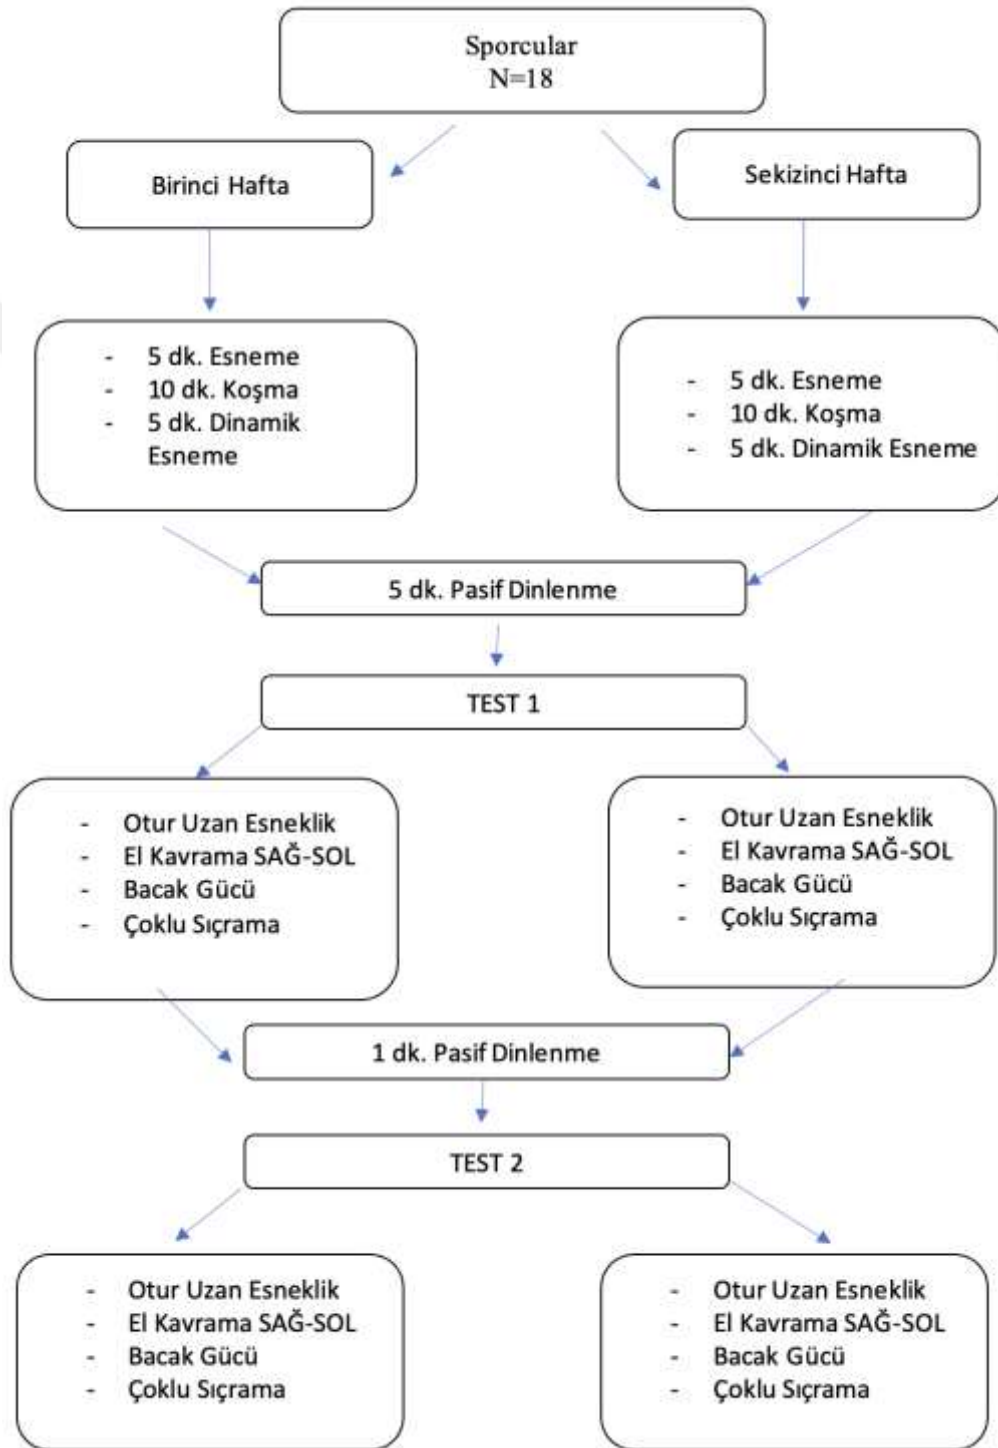 Sporcular
N=18
Birinci Hafta
Sekizinci Hafta
- 5 dk. Esneme
- 10 dk. Koşma
- 5 dk. Dinamik
Esneme
- 5 dk. Esneme
- 10 dk. Koşma
- 5 dk. Dinamik Esneme
5 dk. Pasif Dinlenme
TEST 1
- Otur Uzan Esneklik
- El Kavrama SAĞ-SOL
- Bacak Gücü
- Çoklu Sıçrama
- Otur Uzan Esneklik
- El Kavrama SAĞ-SOL
- Bacak Gücü
- Çoklu Sıçrama
1 dk. Pasif Dinlenme
TEST 2
- Otur Uzan Esneklik
- El Kavrama SAĞ-SOL
- Bacak Gücü
- Çoklu Sıçrama
- Otur Uzan Esneklik
- El Kavrama SAĞ-SOL
- Bacak Gücü
- Çoklu Sıçrama